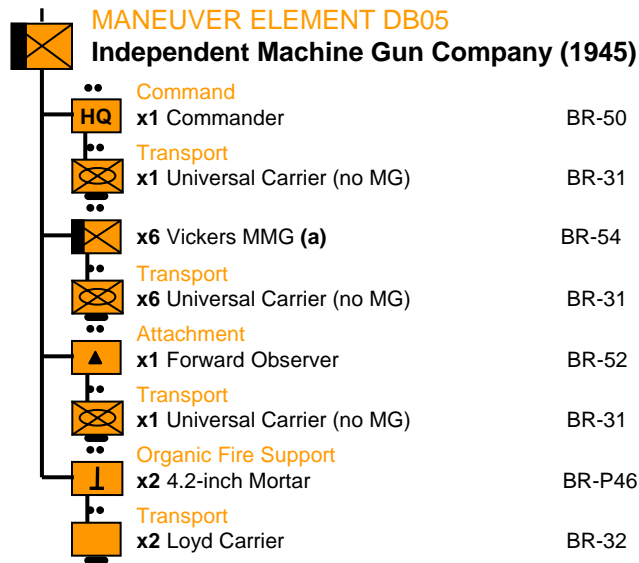 MANEUVER ELEMENT DB05
Independent Machine Gun Company (1945)
Command
HQ x1 Commander BR-50
Transport
x1 Universal Carrier (no MG) BR-31
x6 Vickers MMG (a) BR-54
Transport
x6 Universal Carrier (no MG) BR-31
Attachment
x1 Forward Observer BR-52
Transport
x1 Universal Carrier (no MG) BR-31
Organic Fire Support
x2 4.2-inch Mortar BR-P46
Transport
x2 Loyd Carrier BR-32